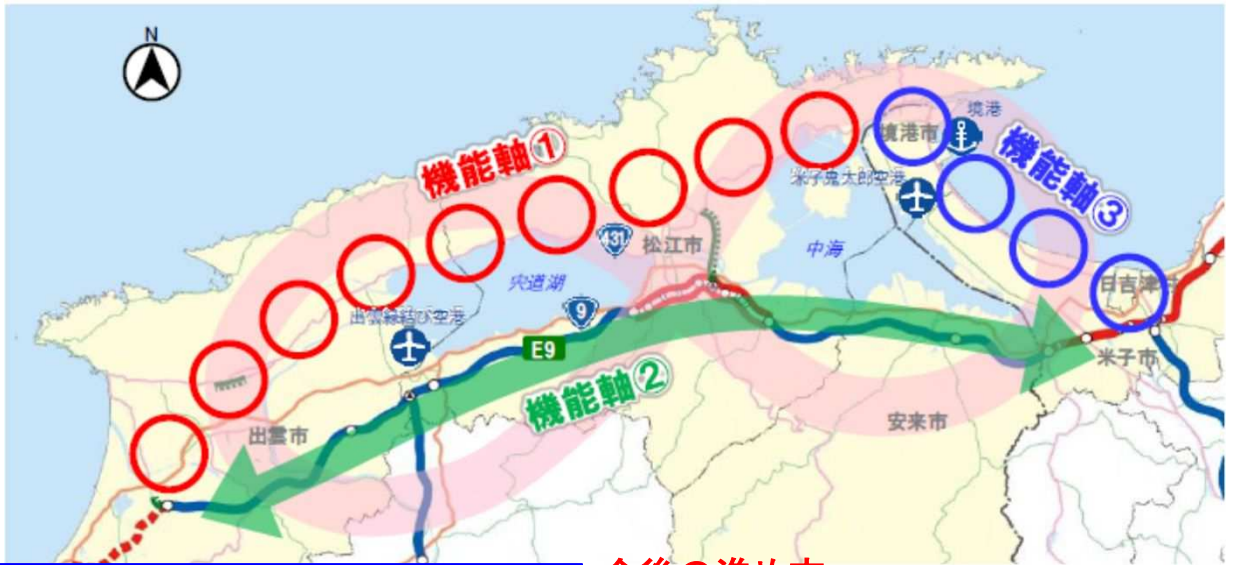 N
境港
境港市
機能軸①
機能軸③
米子鬼太郎空港
431
松江市
中海
宍道湖
日吉津
出雲縁結び空港
9
E9
米子市
機能軸②
安来市
出雲市